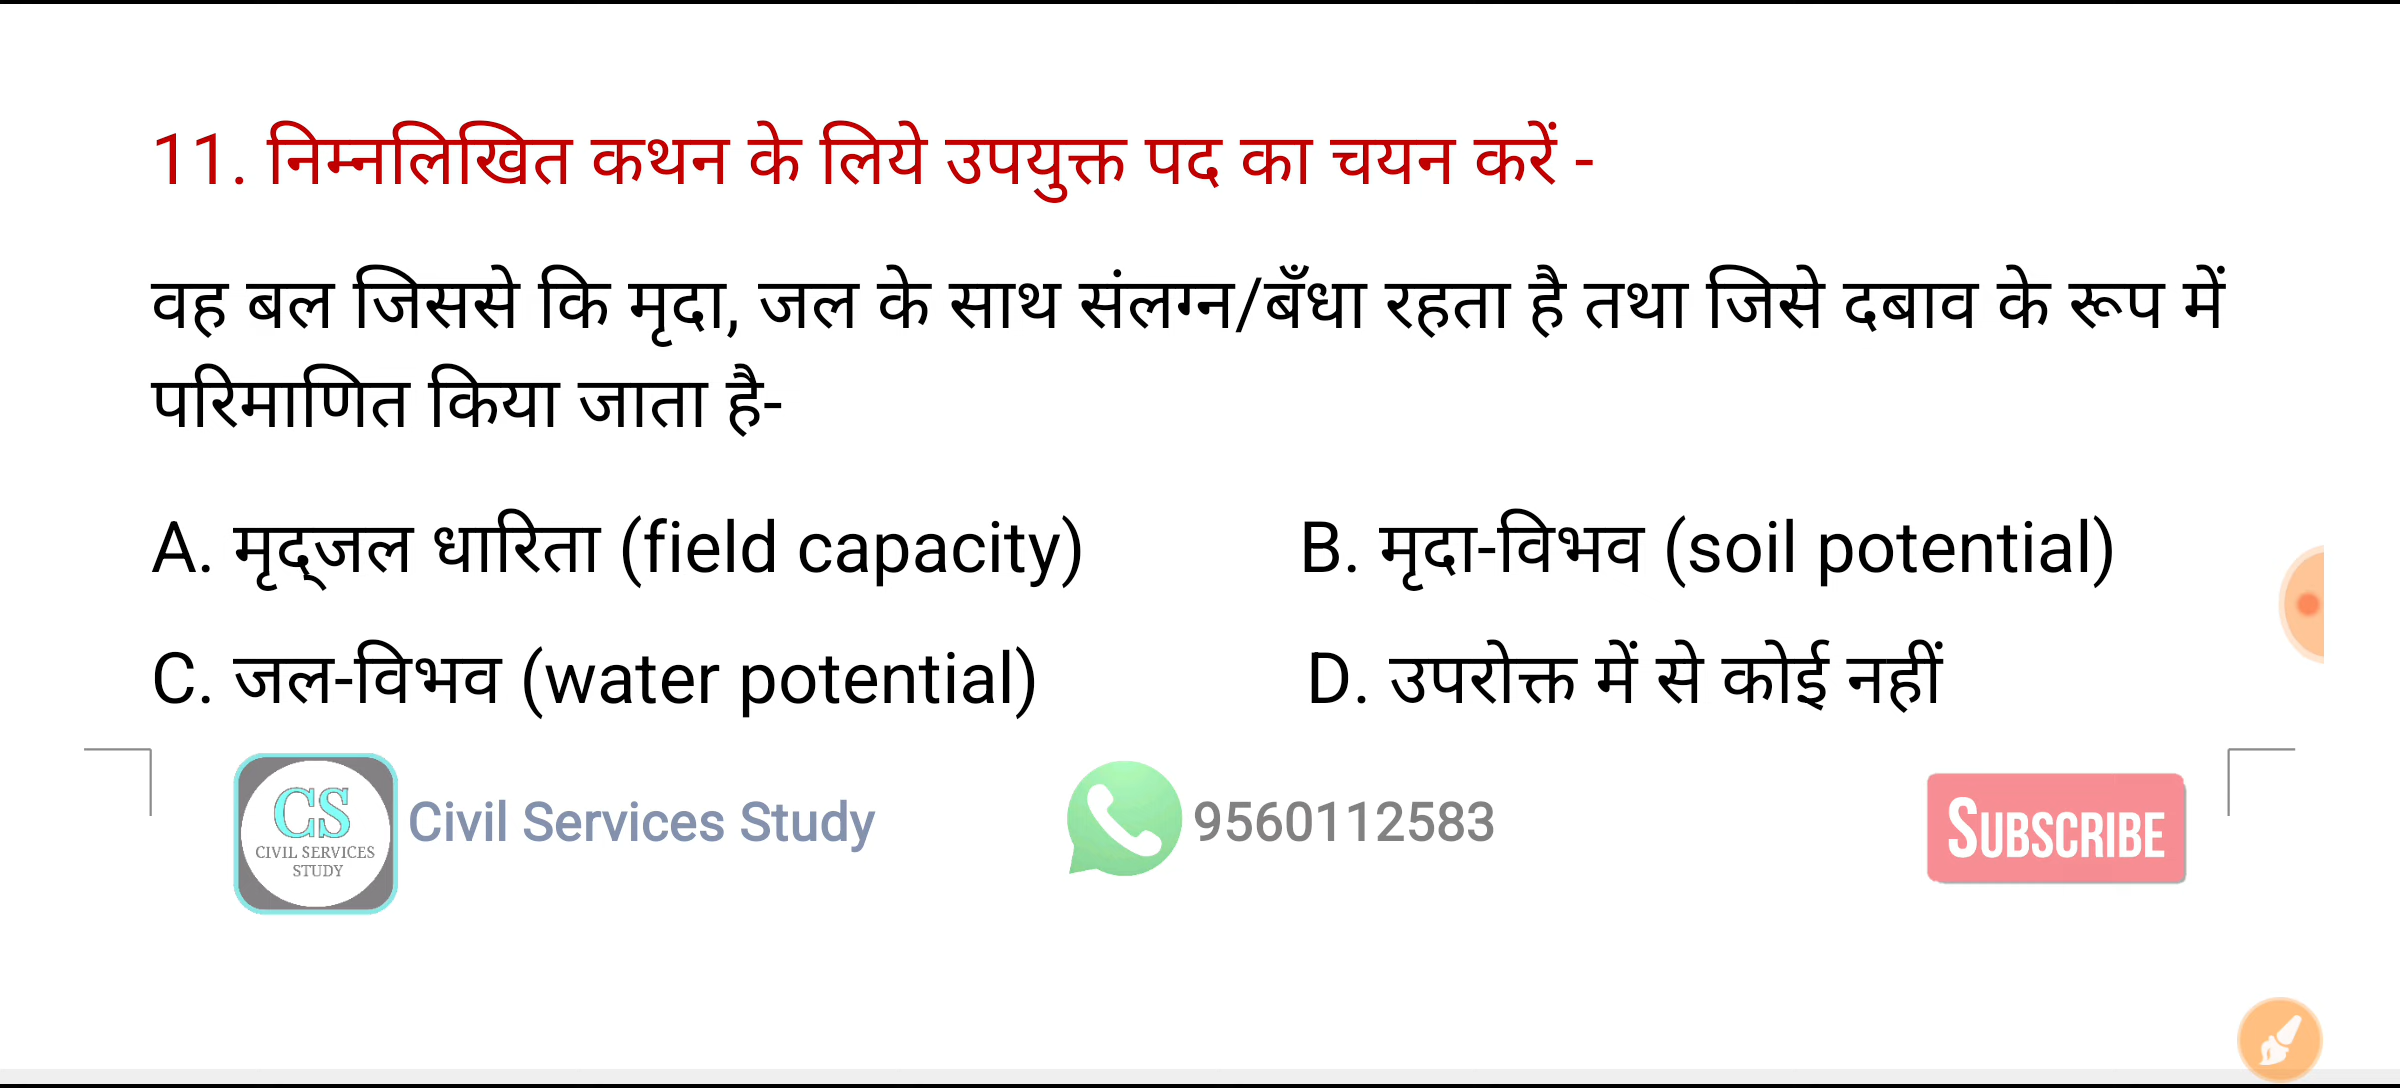 11. निम्नलिखित कथन के लिये उपयुक्त पद का चयन करें -
वह बल जिससे कि मृदा, जल के साथ संलग्न/बँधा रहता है तथा जिसे दबाव के रूप में
परिमाणित किया जाता है-
A. मृद्जल धारिता (field capacity) B. मृदा-विभव (soil potential)
C. जल-विभव (water potential) D. उपरोक्त में से कोई नहीं
CS
CIVIL SERVICES
STUDY
Civil Services Study
9560112583
SUBSCRIBE